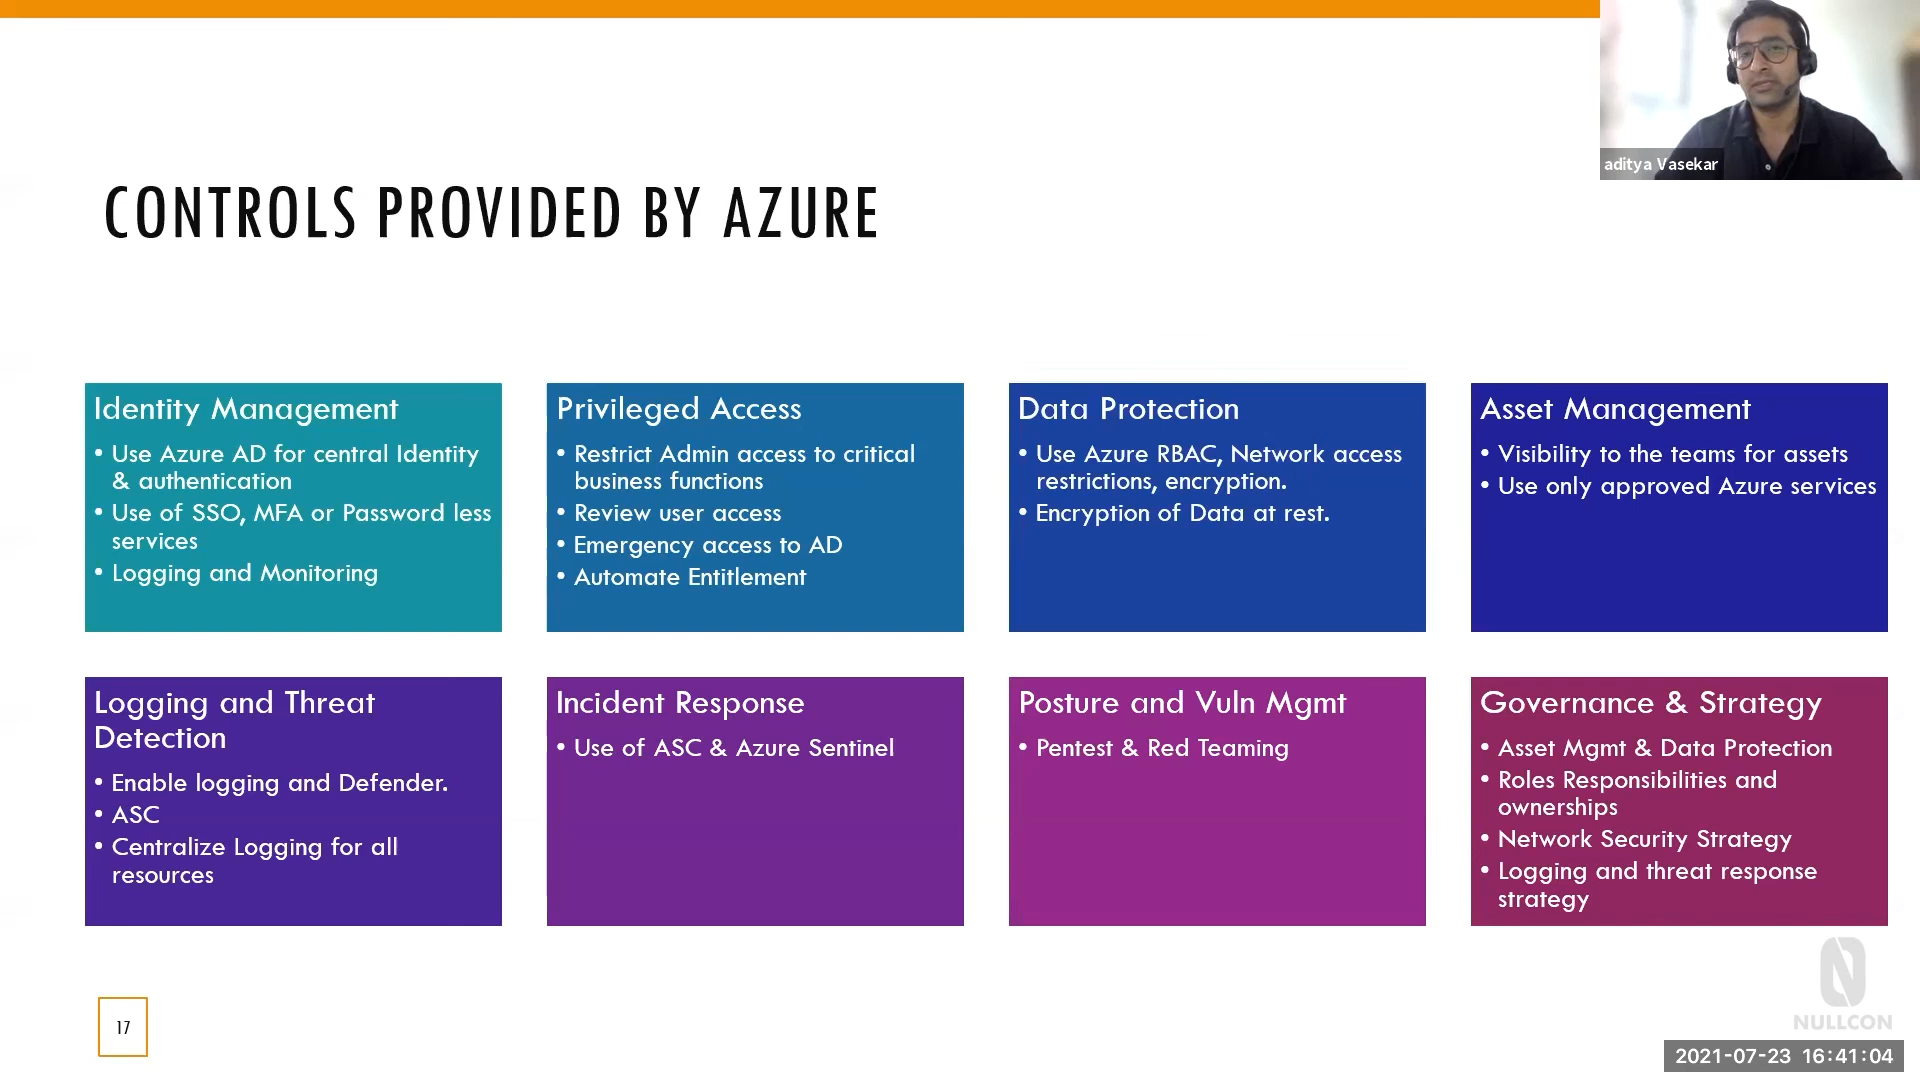 aditya Vasekar
CONTROLS PROVIDED BY AZURE
Identity Management
• Use Azure AD for central Identity
& authentication
• Use of SSO, MFA or Password less
services
• Logging and Monitoring
Privileged Access
• Restrict Admin access to critical
business functions
• Review user access
• Emergency access to AD
• Automate Entitlement
Data Protection
• Use Azure RBAC, Network access
restrictions, encryption.
• Encryption of Data at rest.
Asset Management
• Visibility to the teams for assets
• Use only approved Azure services
Logging and Threat
Detection
• Enable logging and Defender.
• ASC
• Centralize Logging for all
resources
Incident Response
• Use of ASC & Azure Sentinel
Posture and Vuln Mgmt
• Pentest & Red Teaming
Governance & Strategy
• Asset Mgmt & Data Protection
• Roles Responsibilities and
ownerships
• Network Security Strategy
• Logging and threat response
strategy
17
NULLCON
2021-07-23 16:41:04